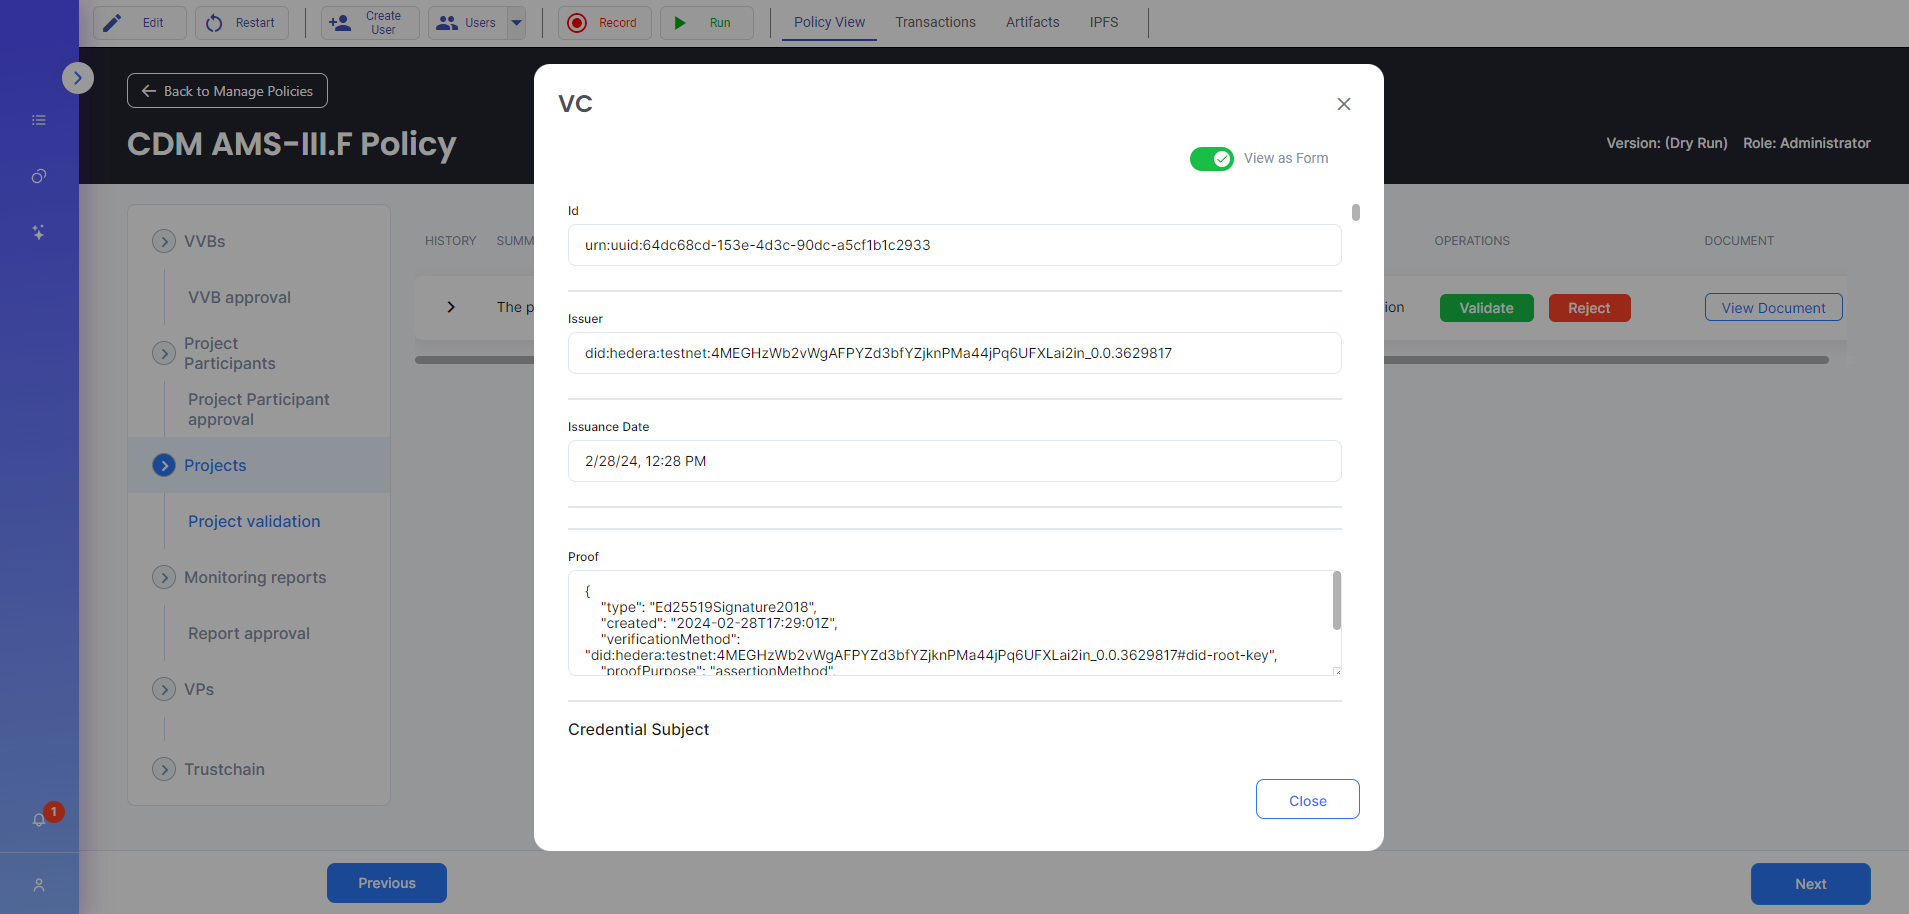 Edit
Restart
Create
User
Users
Record
Run
Policy View
Transactions
Artifacts
IPFS
Back to Manage Policies
CDM AMS-III.F Policy
Version: (Dry Run) Role: Administrator
VVBs
VVB approval
Project
Participants
Project Participant
approval
Projects
Project validation
Monitoring reports
Report approval
VPs
Trustchain
HISTORY
SUMM
OPERATIONS
DOCUMENT
The p
ion
Validate
Reject
View Document
VC
View as Form
Id
urn:uuid:64dc68cd-153e-4d3c-90dc-a5cf1b1c2933
Issuer
did:hedera:testnet:4MEGHzWb2vWgAFPYZd3bfYZjknPMa44jPq6UFXLai2in_0.0.3629817
Issuance Date
2/28/24, 12:28 PM
Proof
{
"type": "Ed25519Signature2018",
"created": "2024-02-28T17:29:01Z",
"verificationMethod":
"did:hedera:testnet:4MEGHzWb2vWgAFPYZd3bfYZjknPMa44jPq6UFXLai2in_0.0.3629817#did-root-key",
"proofPurpose": "assertionMethod",
Credential Subject
Close
1
Previous
Next